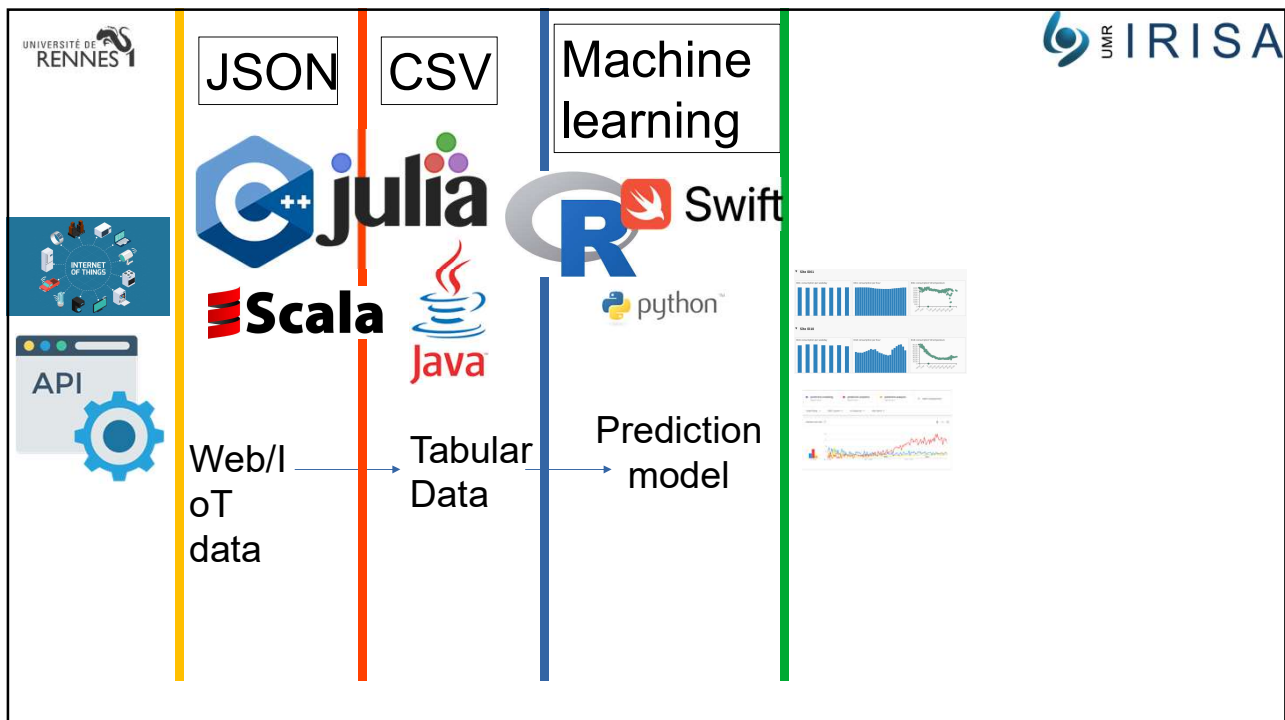 UNIVERSITÉ DE
RENNES 1
JSON
CSV
Machine
learning
UMR
IRISA
C++
julia
R
Swift
INTERNET
OF THINGS
Scala
Java
python
API
Web/I
oT
data
Tabular
Data
Prediction
model